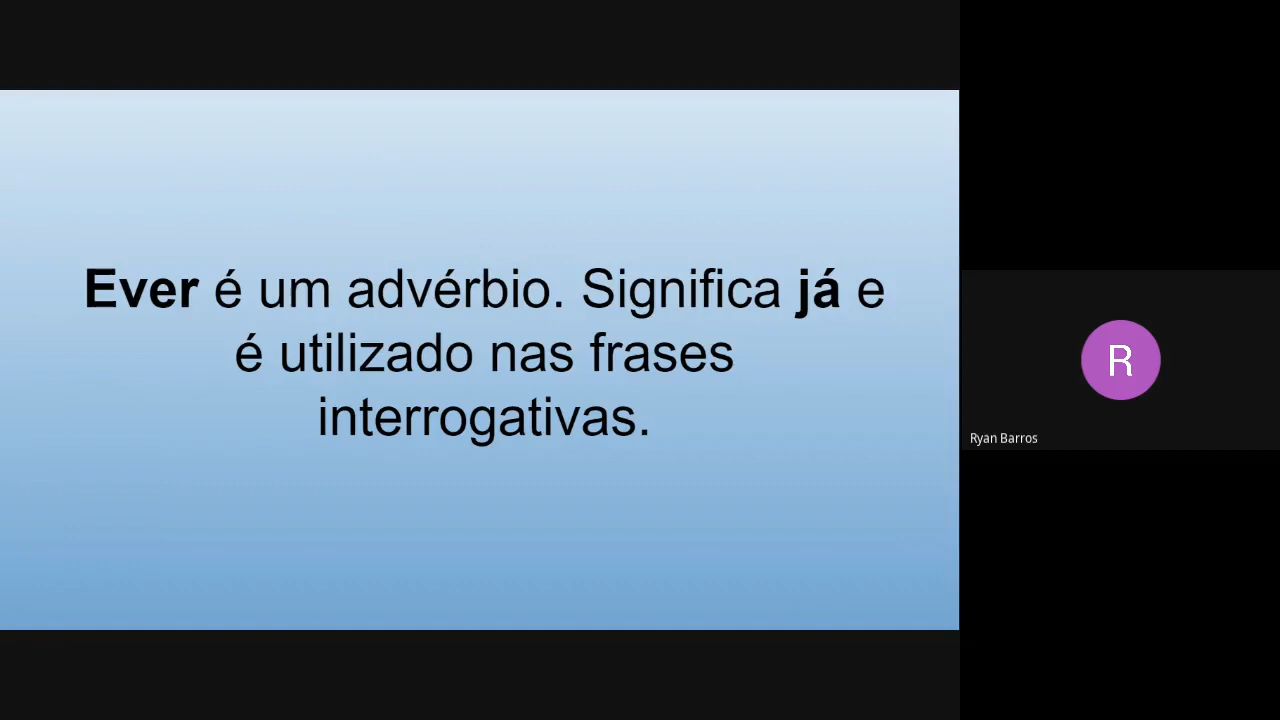 Ever é um advérbio. Significa já e
é utilizado nas frases
interrogativas.
R
Ryan Barros